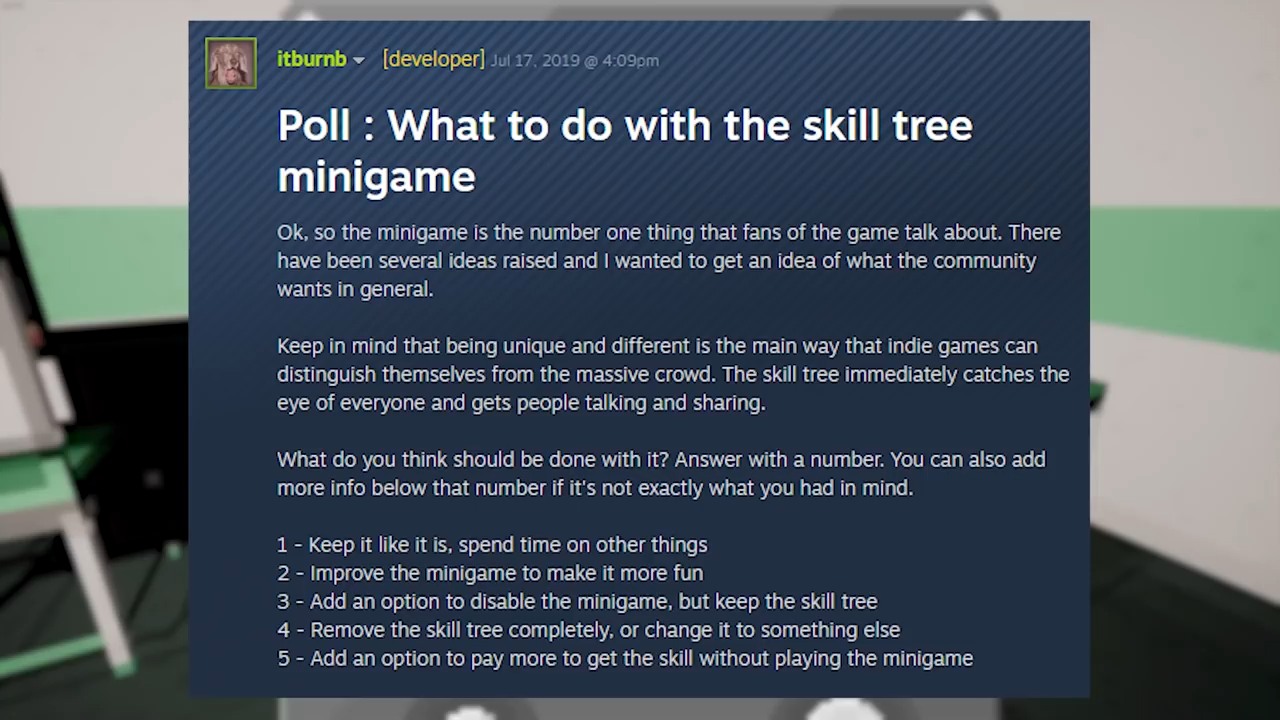 itburnb [developer] Jul 17, 2019 @ 4:09pm
Poll : What to do with the skill tree
minigame
Ok, so the minigame is the number one thing that fans of the game talk about. There
have been several ideas raised and I wanted to get an idea of what the community
wants in general.
Keep in mind that being unique and different is the main way that indie games can
distinguish themselves from the massive crowd. The skill tree immediately catches the
eye of everyone and gets people talking and sharing.
What do you think should be done with it? Answer with a number. You can also add
more info below that number if it's not exactly what you had in mind.
1 - Keep it like it is, spend time on other things
2 - Improve the minigame to make it more fun
3 - Add an option to disable the minigame, but keep the skill tree
4 - Remove the skill tree completely, or change it to something else
5 - Add an option to pay more to get the skill without playing the minigame